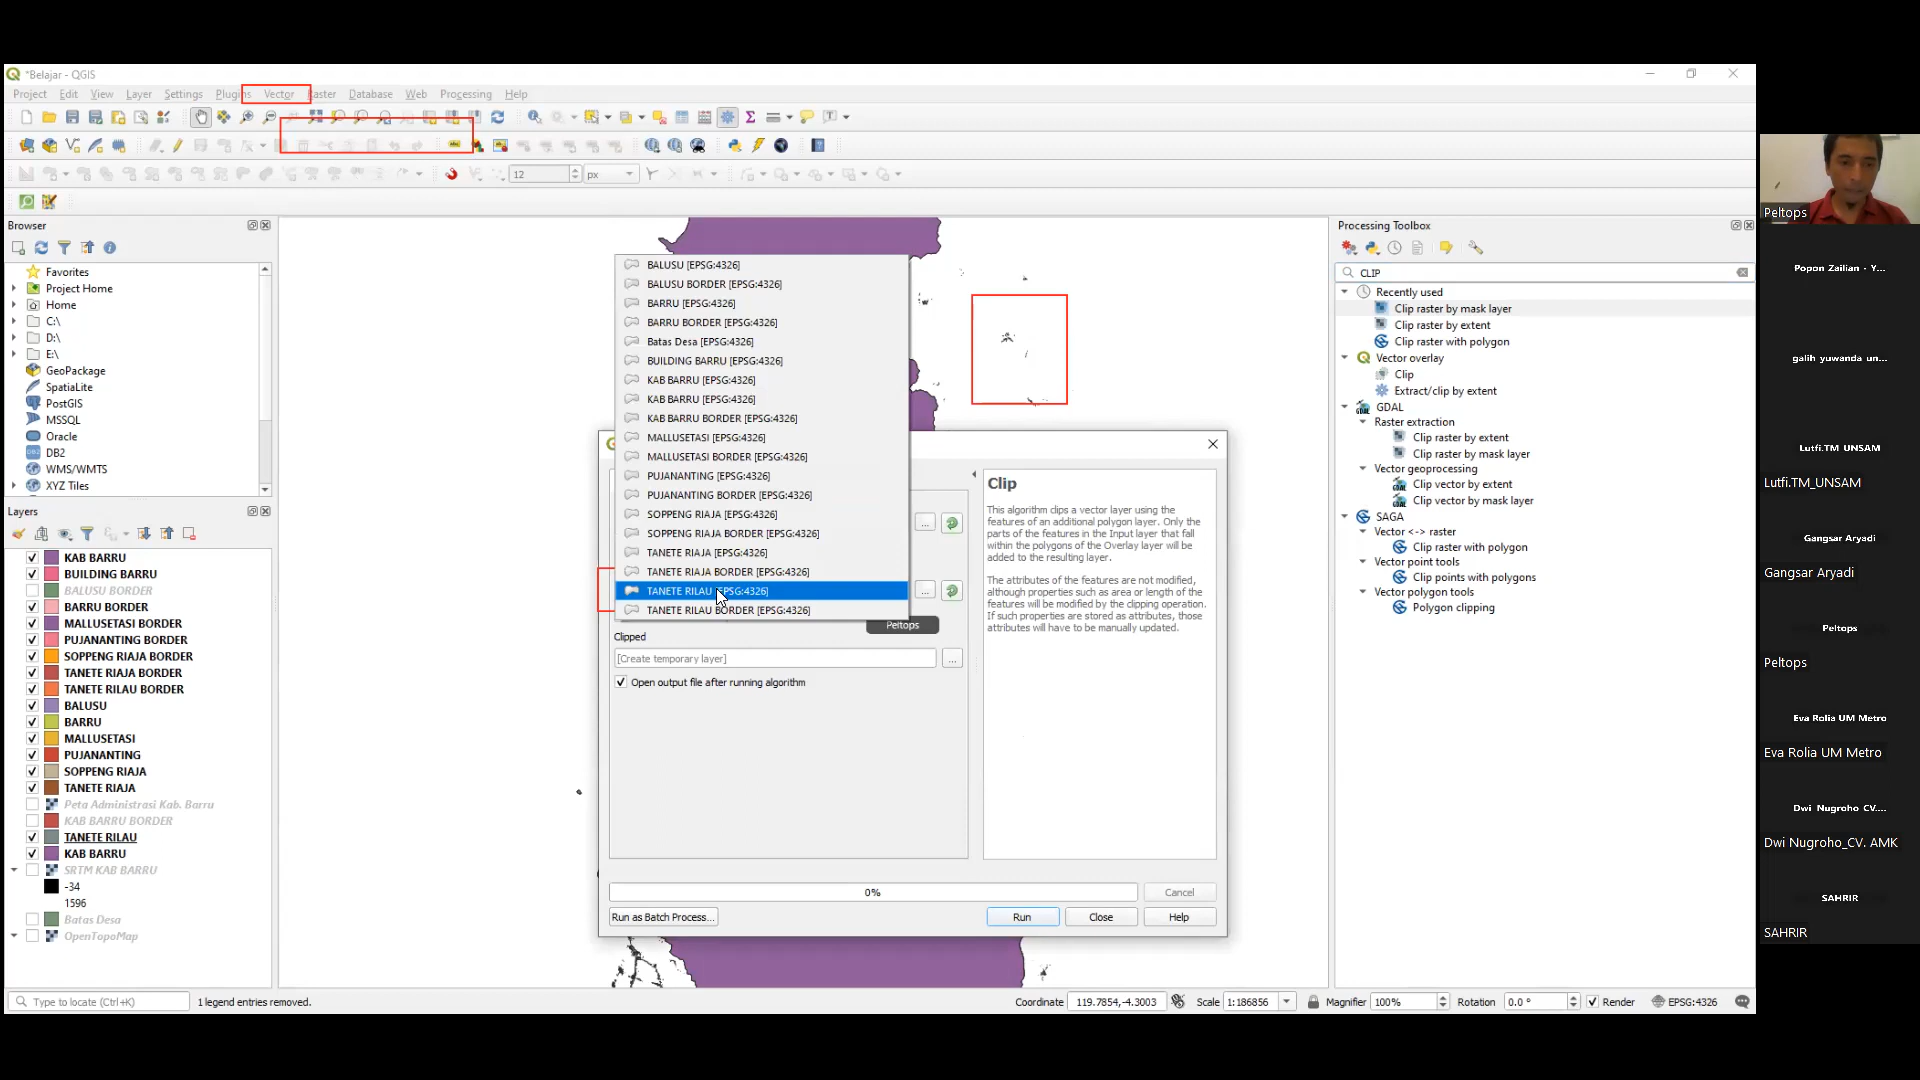 *Belajar - QGIS
Project Edit View Layer Settings Plugins Vector Raster Database Web Processing Help
12 px
Browser
Favorites
Project Home
Home
C:\
D:\
E:\
GeoPackage
SpatiaLite
PostGIS
MSSQL
Oracle
DB2
WMS/WMTS
XYZ Tiles
Layers
KAB BARRU
BUILDING BARRU
BALUSU BORDER
BARRU BORDER
MALLUSETASI BORDER
PUJANANTING BORDER
SOPPENG RIAJA BORDER
TANETE RIAJA BORDER
TANETE RILAU BORDER
BALUSU
BARRU
MALLUSETASI
PUJANANTING
SOPPENG RIAJA
TANETE RIAJA
Peta Administrasi Kab. Barru
KAB BARRU BORDER
TANETE RILAU
KAB BARRU
SRTM KAB BARRU
-34
1596
Batas Desa
OpenTopoMap
BALUSU [EPSG:4326]
BALUSU BORDER [EPSG:4326]
BARRU [EPSG:4326]
BARRU BORDER [EPSG:4326]
Batas Desa [EPSG:4326]
BUILDING BARRU [EPSG:4326]
KAB BARRU [EPSG:4326]
KAB BARRU [EPSG:4326]
KAB BARRU BORDER [EPSG:4326]
MALLUSETASI [EPSG:4326]
MALLUSETASI BORDER [EPSG:4326]
PUJANANTING [EPSG:4326]
PUJANANTING BORDER [EPSG:4326]
SOPPENG RIAJA [EPSG:4326]
SOPPENG RIAJA BORDER [EPSG:4326]
TANETE RIAJA [EPSG:4326]
TANETE RIAJA BORDER [EPSG:4326]
TANETE RILAU [EPSG:4326]
TANETE RILAU BORDER [EPSG:4326]
Peltops
Clipped
[Create temporary layer]
...
Open output file after running algorithm
Clip
This algorithm clips a vector layer using the
features of an additional polygon layer. Only the
parts of the features in the Input layer that fall
within the polygons of the Overlay layer will be
added to the resulting layer.
The attributes of the features are not modified,
although properties such as area or length of the
features will be modified by the clipping operation.
If such properties are stored as attributes, those
attributes will have to be manually updated.
0%
Cancel
Run as Batch Process...
Run
Close
Help
Processing Toolbox
CLIP
Recently used
Clip raster by mask layer
Clip raster by extent
Clip raster with polygon
Vector overlay
Clip
Extract/clip by extent
GDAL
Raster extraction
Clip raster by extent
Clip raster by mask layer
Vector geoprocessing
Clip vector by extent
Clip vector by mask layer
SAGA
Vector <-> raster
Clip raster with polygon
Vector point tools
Clip points with polygons
Vector polygon tools
Polygon clipping
Type to locate (Ctrl+K)
1 legend entries removed.
Coordinate 119.7854,-4.3003
Scale 1:186856
Magnifier 100%
Rotation 0.0 °
Render
EPSG:4326
Peltops
Popon Zailian - Y...
galih yuwanda un...
Lutfi.TM UNSAM
Lutfi.TM_UNSAM
Gangsar Aryadi
Gangsar Aryadi
Peltops
Peltops
Eva Rolia UM Metro
Eva Rolia UM Metro
Dwi Nugroho CV....
Dwi Nugroho_CV. AMK
SAHRIR
SAHRIR